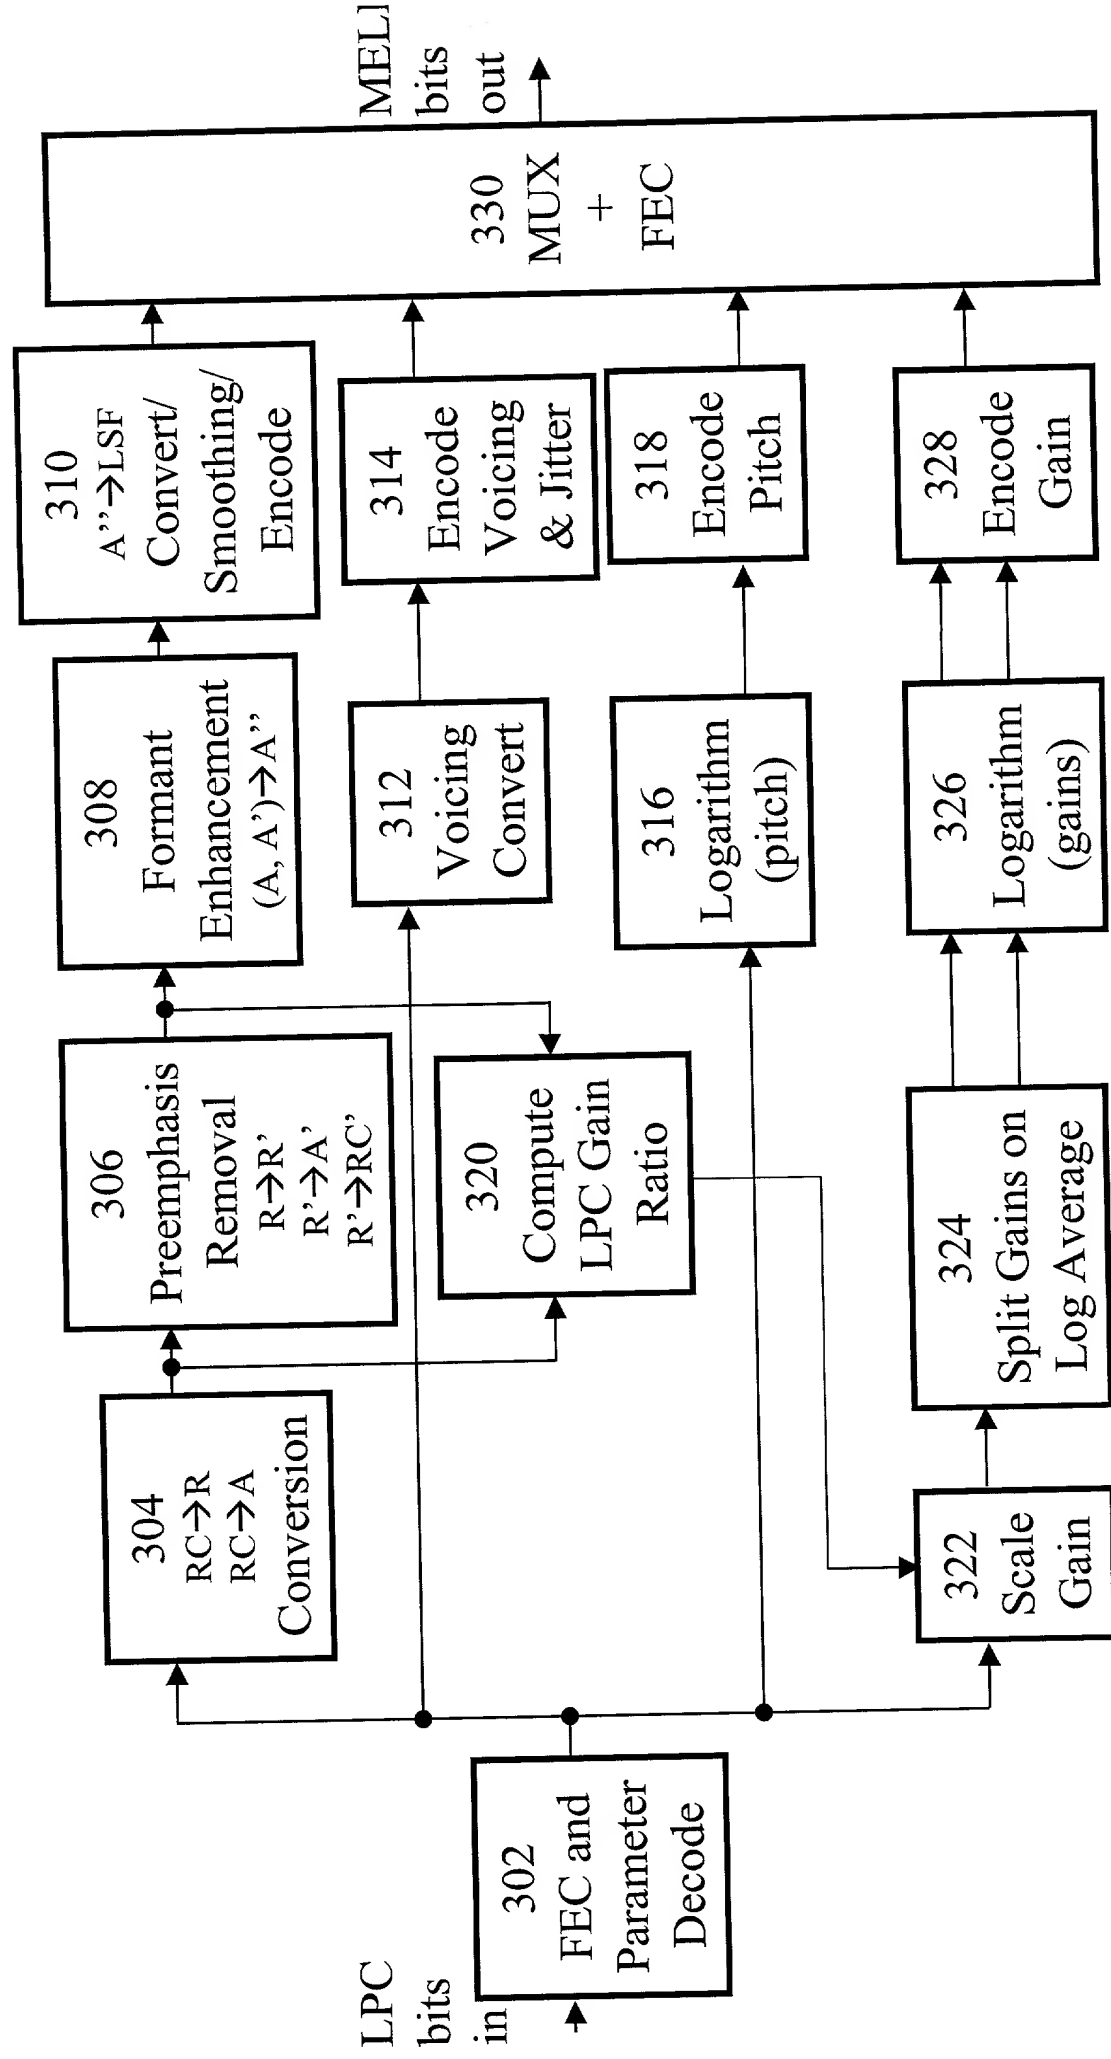 LPC
bits
in
302
FEC and
Parameter
Decode
304
RC→R
RC→A
Conversion
306
Preemphasis
Removal
R→R'
R'→A'
R'→RC'
308
Formant
Enhancement
(A, A')→A''
310
A''→LSF
Convert/
Smoothing/
Encode
312
Voicing
Convert
314
Encode
Voicing
& Jitter
316
Logarithm
(pitch)
318
Encode
Pitch
320
Compute
LPC Gain
Ratio
322
Scale
Gain
324
Split Gains on
Log Average
326
Logarithm
(gains)
328
Encode
Gain
330
MUX
+
FEC
bits
out